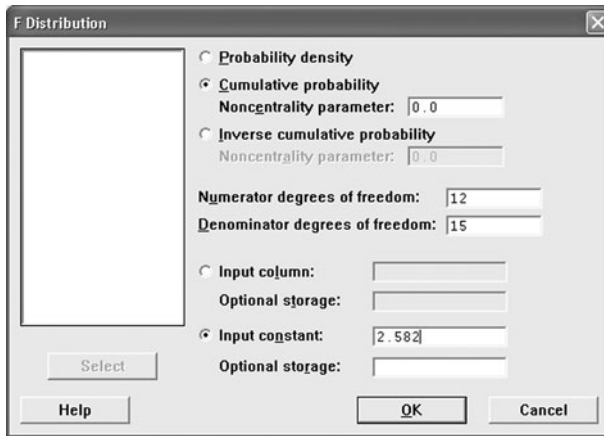 F Distribution
Probability density
Cumulative probability
Noncentrality parameter: 0.0
Inverse cumulative probability
Noncentrality parameter: 0.0
Numerator degrees of freedom: 12
Denominator degrees of freedom: 15
Input column:
Optional storage:
Input constant: 2.582
Optional storage:
Select
Help
OK
Cancel